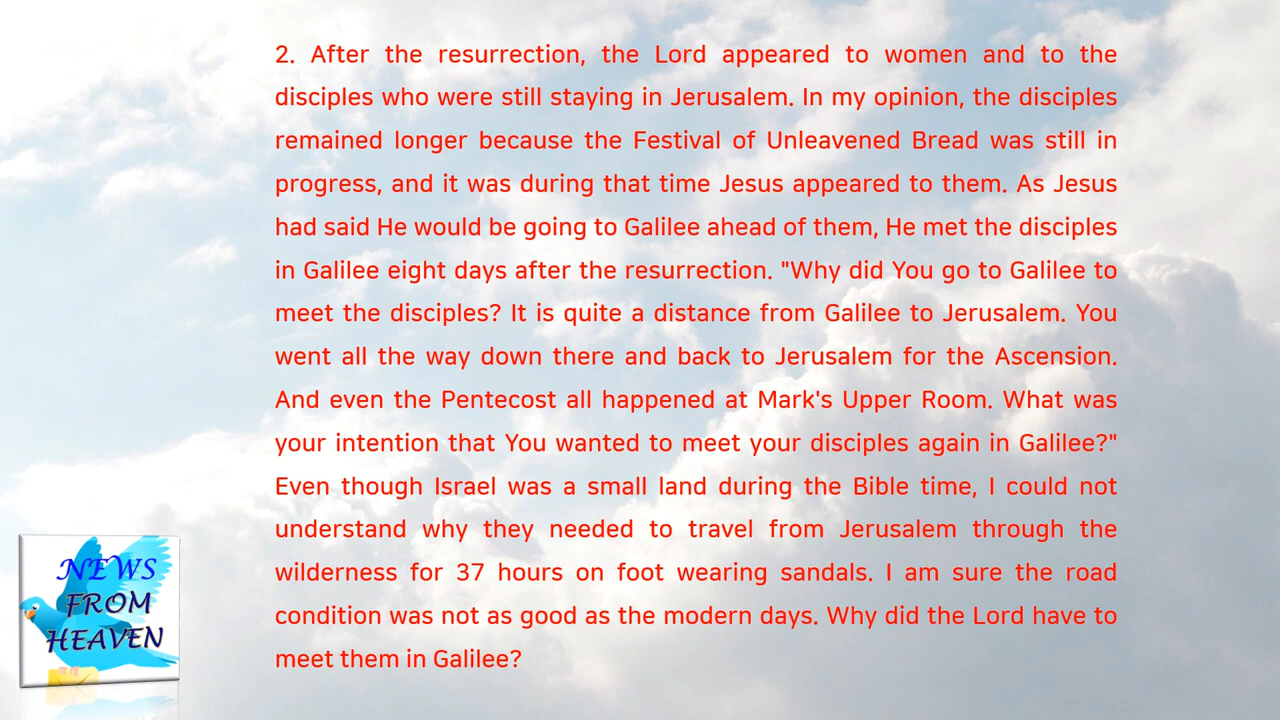 2. After the resurrection, the Lord appeared to women and to the
disciples who were still staying in Jerusalem. In my opinion, the disciples
remained longer because the Festival of Unleavened Bread was still in
progress, and it was during that time Jesus appeared to them. As Jesus
had said He would be going to Galilee ahead of them, He met the disciples
in Galilee eight days after the resurrection. "Why did You go to Galilee to
meet the disciples? It is quite a distance from Galilee to Jerusalem. You
went all the way down there and back to Jerusalem for the Ascension.
And even the Pentecost all happened at Mark's Upper Room. What was
your intention that You wanted to meet your disciples again in Galilee?"
Even though Israel was a small land during the Bible time, I could not
understand why they needed to travel from Jerusalem through the
wilderness for 37 hours on foot wearing sandals. I am sure the road
condition was not as good as the modern days. Why did the Lord have to
meet them in Galilee?
NEWS
FROM
HEAVEN